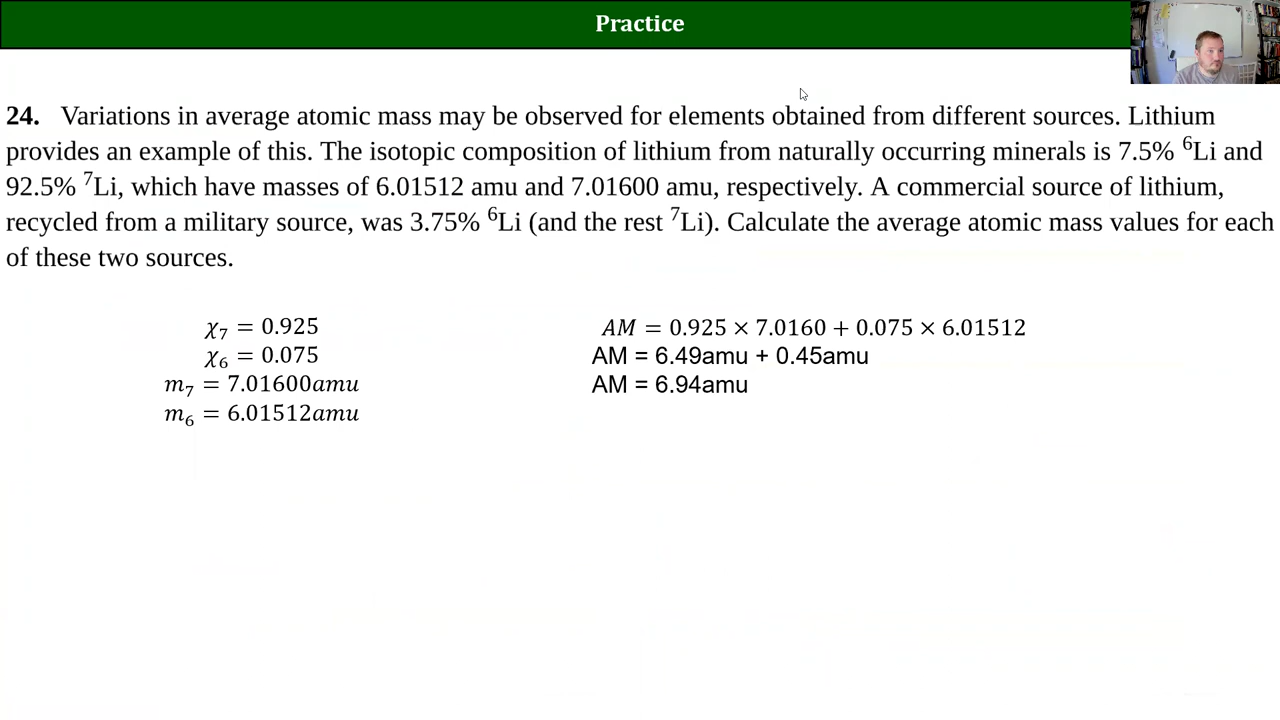 Practice
24. Variations in average atomic mass may be observed for elements obtained from different sources. Lithium
provides an example of this. The isotopic composition of lithium from naturally occurring minerals is 7.5% ⁶Li and
92.5% ⁷Li, which have masses of 6.01512 amu and 7.01600 amu, respectively. A commercial source of lithium,
recycled from a military source, was 3.75% ⁶Li (and the rest ⁷Li). Calculate the average atomic mass values for each
of these two sources.
χ₇ = 0.925
χ₆ = 0.075
m₇ = 7.01600amu
m₆ = 6.01512amu
AM = 0.925 × 7.0160 + 0.075 × 6.01512
AM = 6.49amu + 0.45amu
AM = 6.94amu